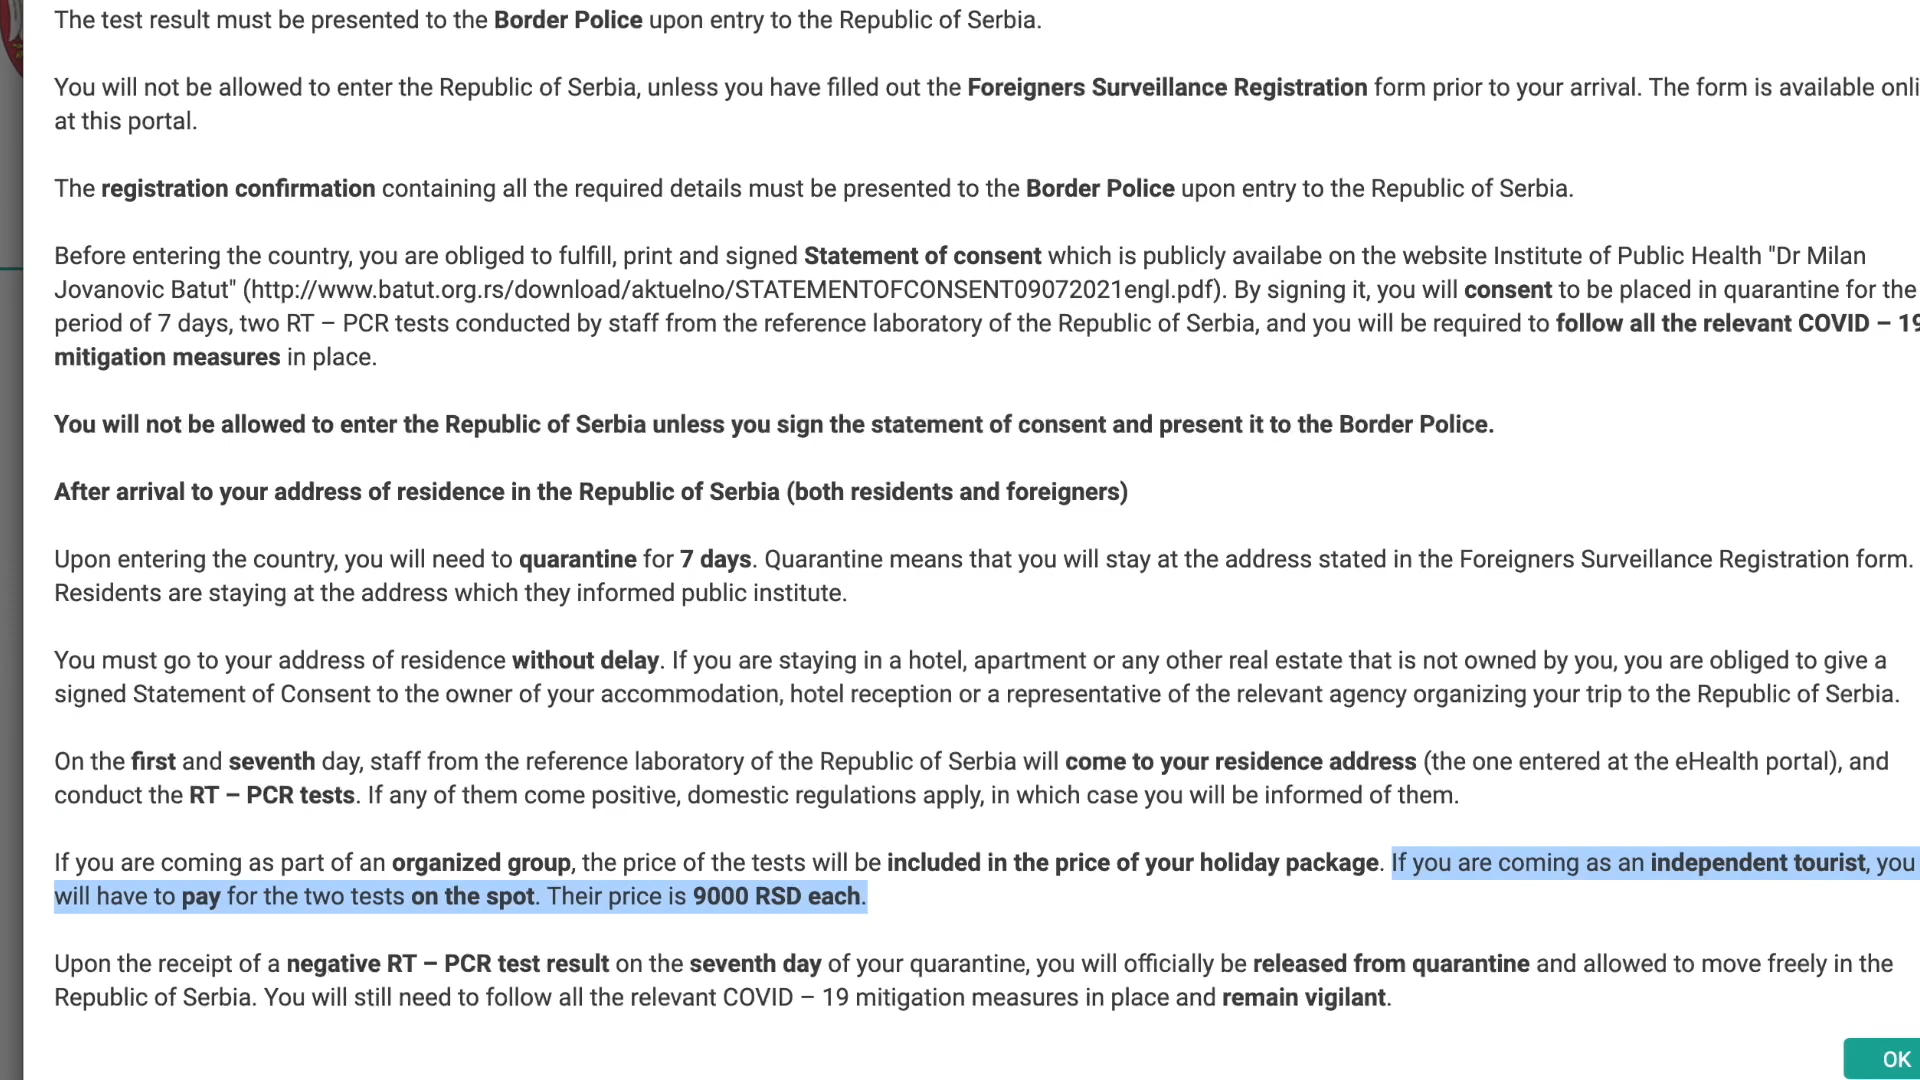 The test result must be presented to the Border Police upon entry to the Republic of Serbia.
You will not be allowed to enter the Republic of Serbia, unless you have filled out the Foreigners Surveillance Registration form prior to your arrival. The form is available onli
at this portal.
The registration confirmation containing all the required details must be presented to the Border Police upon entry to the Republic of Serbia.
Before entering the country, you are obliged to fulfill, print and signed Statement of consent which is publicly availabe on the website Institute of Public Health "Dr Milan
Jovanovic Batut" (http://www.batut.org.rs/download/aktuelno/STATEMENTOFCONSENT09072021engl.pdf). By signing it, you will consent to be placed in quarantine for the
period of 7 days, two RT – PCR tests conducted by staff from the reference laboratory of the Republic of Serbia, and you will be required to follow all the relevant COVID – 19
mitigation measures in place.
You will not be allowed to enter the Republic of Serbia unless you sign the statement of consent and present it to the Border Police.
After arrival to your address of residence in the Republic of Serbia (both residents and foreigners)
Upon entering the country, you will need to quarantine for 7 days. Quarantine means that you will stay at the address stated in the Foreigners Surveillance Registration form.
Residents are staying at the address which they informed public institute.
You must go to your address of residence without delay. If you are staying in a hotel, apartment or any other real estate that is not owned by you, you are obliged to give a
signed Statement of Consent to the owner of your accommodation, hotel reception or a representative of the relevant agency organizing your trip to the Republic of Serbia.
On the first and seventh day, staff from the reference laboratory of the Republic of Serbia will come to your residence address (the one entered at the eHealth portal), and
conduct the RT – PCR tests. If any of them come positive, domestic regulations apply, in which case you will be informed of them.
If you are coming as part of an organized group, the price of the tests will be included in the price of your holiday package. If you are coming as an independent tourist, you
will have to pay for the two tests on the spot. Their price is 9000 RSD each.
Upon the receipt of a negative RT – PCR test result on the seventh day of your quarantine, you will officially be released from quarantine and allowed to move freely in the
Republic of Serbia. You will still need to follow all the relevant COVID – 19 mitigation measures in place and remain vigilant.
OK